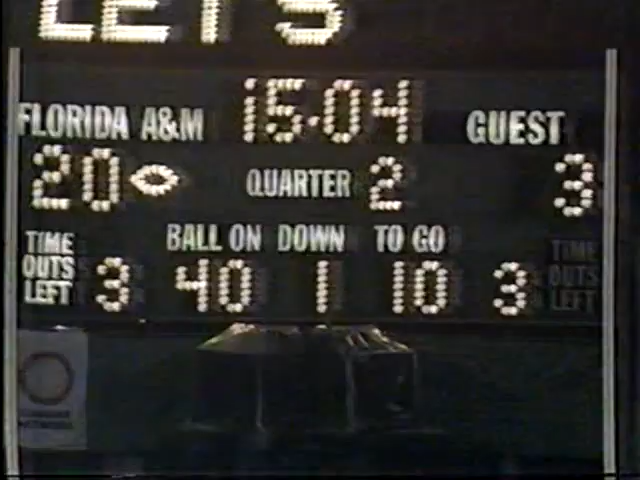 LET'S
FLORIDA A&M 15:04 GUEST
20 QUARTER 2 3
BALL ON DOWN TO GO
TIME OUTS LEFT 3 40 1 10 3 TIME OUTS LEFT